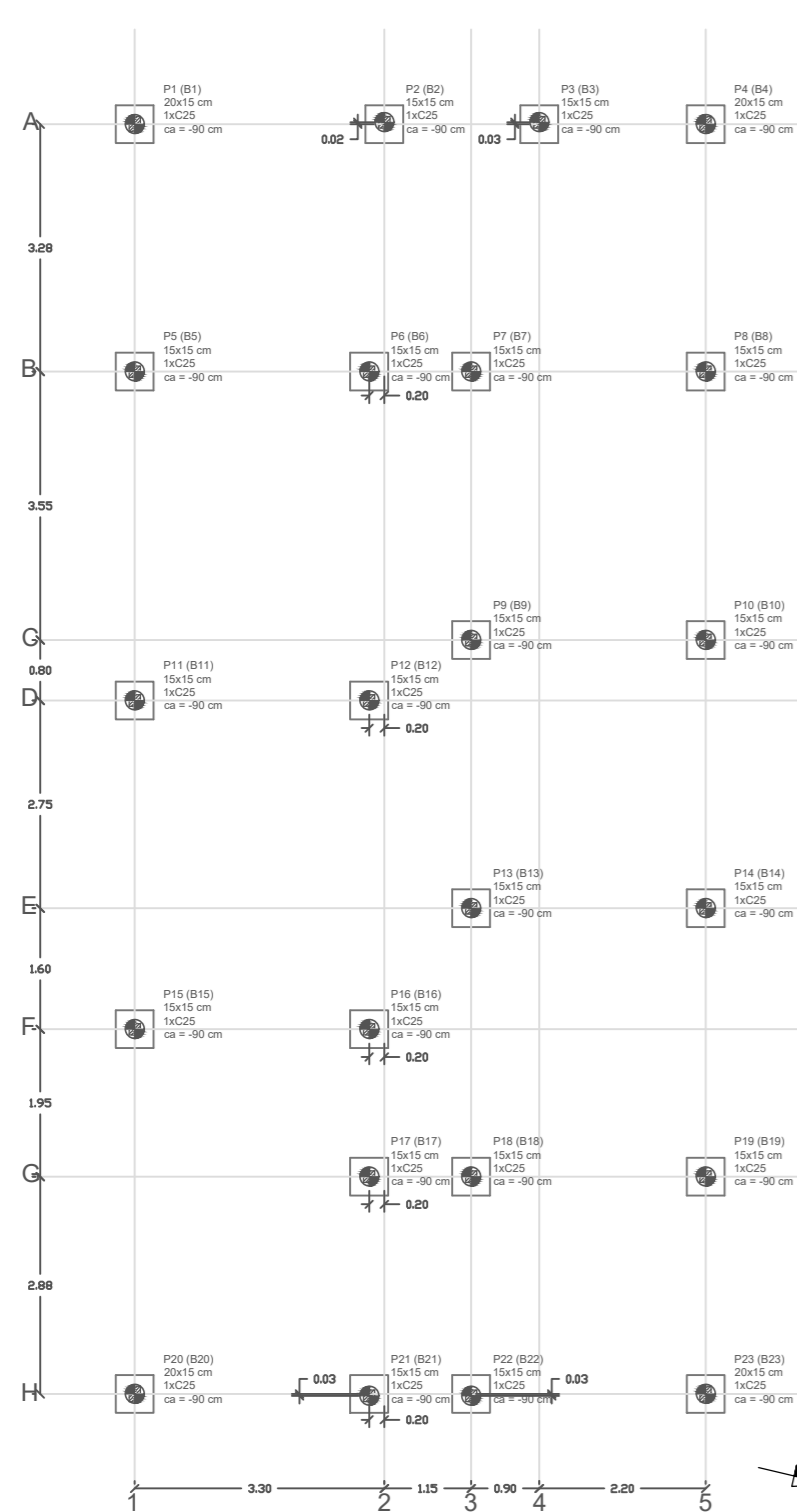 P1 (B1)
20x15 cm
1xC25
ca = -90 cm
P2 (B2)
15x15 cm
1xC25
ca = -90 cm
P3 (B3)
15x15 cm
1xC25
ca = -90 cm
P4 (B4)
20x15 cm
1xC25
ca = -90 cm
A
0.02
0.03
3.28
P5 (B5)
15x15 cm
1xC25
ca = -90 cm
P6 (B6)
15x15 cm
1xC25
ca = -90 cm
P7 (B7)
15x15 cm
1xC25
ca = -90 cm
P8 (B8)
15x15 cm
1xC25
ca = -90 cm
B
0.20
3.55
P9 (B9)
15x15 cm
1xC25
ca = -90 cm
P10 (B10)
15x15 cm
1xC25
ca = -90 cm
C
0.80
P11 (B11)
15x15 cm
1xC25
ca = -90 cm
P12 (B12)
15x15 cm
1xC25
ca = -90 cm
D
0.20
2.75
P13 (B13)
15x15 cm
1xC25
ca = -90 cm
P14 (B14)
15x15 cm
1xC25
ca = -90 cm
E
1.60
P15 (B15)
15x15 cm
1xC25
ca = -90 cm
P16 (B16)
15x15 cm
1xC25
ca = -90 cm
F
0.20
1.95
P17 (B17)
15x15 cm
1xC25
ca = -90 cm
P18 (B18)
15x15 cm
1xC25
ca = -90 cm
P19 (B19)
15x15 cm
1xC25
ca = -90 cm
G
0.20
2.88
P20 (B20)
20x15 cm
1xC25
ca = -90 cm
0.03
P21 (B21)
15x15 cm
1xC25
ca = -90 cm
P22 (B22)
15x15 cm
1xC25
ca = -90 cm
0.03
P23 (B23)
20x15 cm
1xC25
ca = -90 cm
H
0.20
3.30
1.15
0.90
2.20
1
2
3
4
5